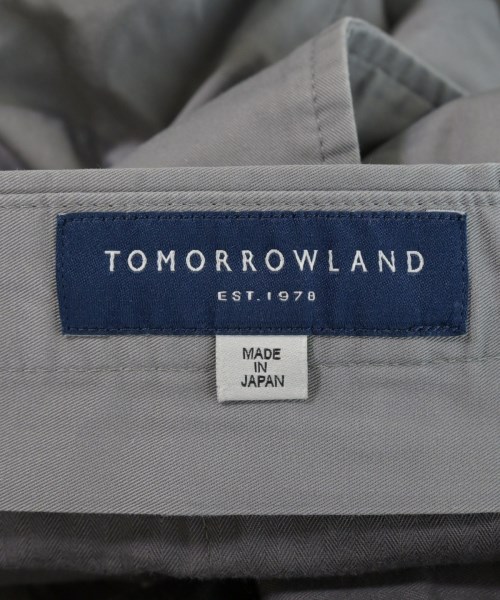 TOMORROWLAND
EST.1978
MADE
IN
JAPAN